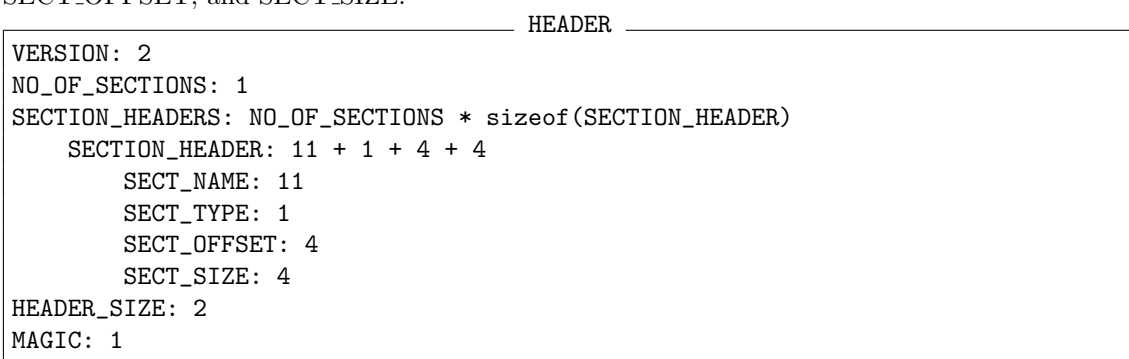 SECT_OFFSET, and SECT_SIZE.
HEADER
VERSION: 2
NO_OF_SECTIONS: 1
SECTION_HEADERS: NO_OF_SECTIONS * sizeof(SECTION_HEADER)
SECTION_HEADER: 11 + 1 + 4 + 4
SECT_NAME: 11
SECT_TYPE: 1
SECT_OFFSET: 4
SECT_SIZE: 4
HEADER_SIZE: 2
MAGIC: 1